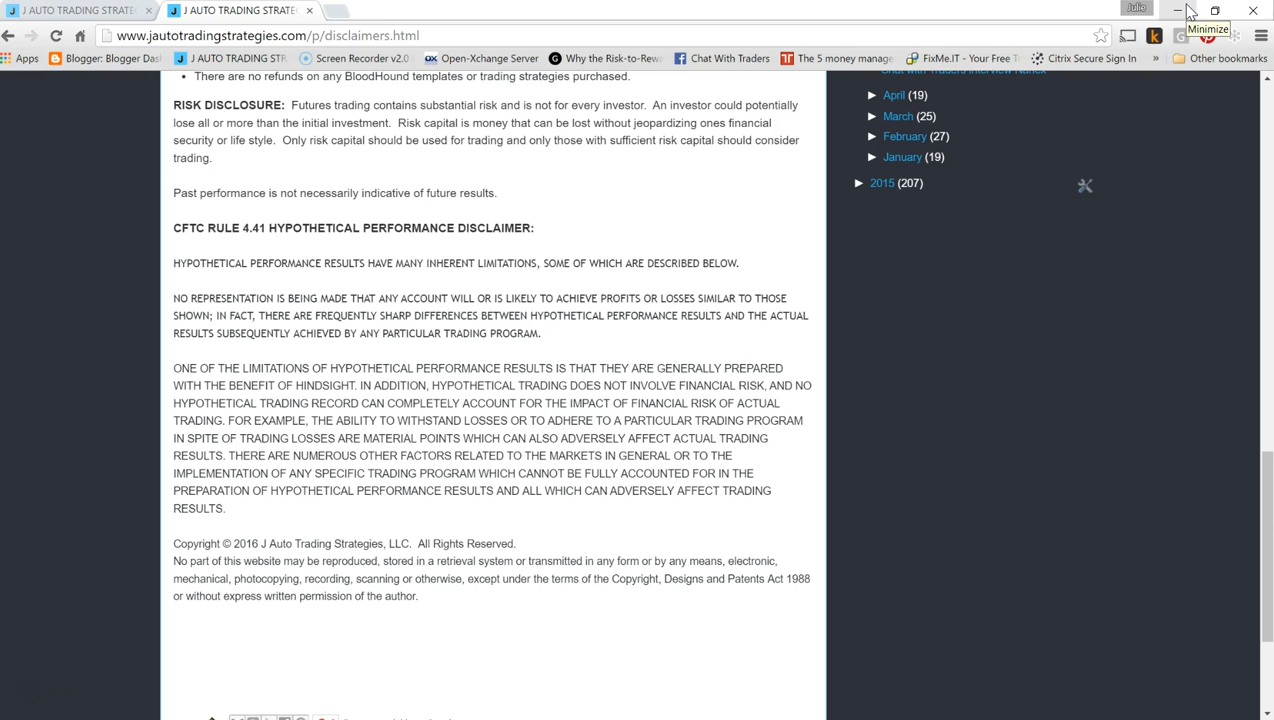 J AUTO TRADING STRATE
J AUTO TRADING STRATE
Julie
Minimize
www.jautotradingstrategies.com/p/disclaimers.html
Apps
Blogger: Blogger Das
J AUTO TRADING STRAT
Screen Recorder v2.0
Open-Xchange Server
Why the Risk-to-Rew
Chat With Traders
The 5 money manage
FixMe.IT - Your Free T
Citrix Secure Sign In
»
Other bookmarks
• There are no refunds on any BloodHound templates or trading strategies purchased.
RISK DISCLOSURE: Futures trading contains substantial risk and is not for every investor. An investor could potentially
lose all or more than the initial investment. Risk capital is money that can be lost without jeopardizing ones financial
security or life style. Only risk capital should be used for trading and only those with sufficient risk capital should consider
trading.
Past performance is not necessarily indicative of future results.
CFTC RULE 4.41 HYPOTHETICAL PERFORMANCE DISCLAIMER:
HYPOTHETICAL PERFORMANCE RESULTS HAVE MANY INHERENT LIMITATIONS, SOME OF WHICH ARE DESCRIBED BELOW.
NO REPRESENTATION IS BEING MADE THAT ANY ACCOUNT WILL OR IS LIKELY TO ACHIEVE PROFITS OR LOSSES SIMILAR TO THOSE
SHOWN; IN FACT, THERE ARE FREQUENTLY SHARP DIFFERENCES BETWEEN HYPOTHETICAL PERFORMANCE RESULTS AND THE ACTUAL
RESULTS SUBSEQUENTLY ACHIEVED BY ANY PARTICULAR TRADING PROGRAM.
ONE OF THE LIMITATIONS OF HYPOTHETICAL PERFORMANCE RESULTS IS THAT THEY ARE GENERALLY PREPARED
WITH THE BENEFIT OF HINDSIGHT. IN ADDITION, HYPOTHETICAL TRADING DOES NOT INVOLVE FINANCIAL RISK, AND NO
HYPOTHETICAL TRADING RECORD CAN COMPLETELY ACCOUNT FOR THE IMPACT OF FINANCIAL RISK OF ACTUAL
TRADING. FOR EXAMPLE, THE ABILITY TO WITHSTAND LOSSES OR TO ADHERE TO A PARTICULAR TRADING PROGRAM
IN SPITE OF TRADING LOSSES ARE MATERIAL POINTS WHICH CAN ALSO ADVERSELY AFFECT ACTUAL TRADING
RESULTS. THERE ARE NUMEROUS OTHER FACTORS RELATED TO THE MARKETS IN GENERAL OR TO THE
IMPLEMENTATION OF ANY SPECIFIC TRADING PROGRAM WHICH CANNOT BE FULLY ACCOUNTED FOR IN THE
PREPARATION OF HYPOTHETICAL PERFORMANCE RESULTS AND ALL WHICH CAN ADVERSELY AFFECT TRADING
RESULTS.
Copyright © 2016 J Auto Trading Strategies, LLC. All Rights Reserved.
No part of this website may be reproduced, stored in a retrieval system or transmitted in any form or by any means, electronic,
mechanical, photocopying, recording, scanning or otherwise, except under the terms of the Copyright, Designs and Patents Act 1988
or without express written permission of the author.
Chat with Traders Interview Nanex
► April (19)
► March (25)
► February (27)
► January (19)
► 2015 (207)